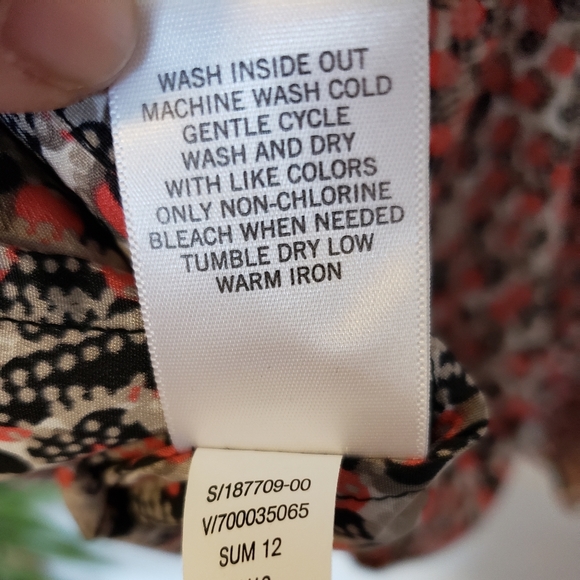 WASH INSIDE OUT
MACHINE WASH COLD
GENTLE CYCLE
WASH AND DRY
WITH LIKE COLORS
ONLY NON-CHLORINE
BLEACH WHEN NEEDED
TUMBLE DRY LOW
WARM IRON
S/187709-00
V/700035065
SUM 12